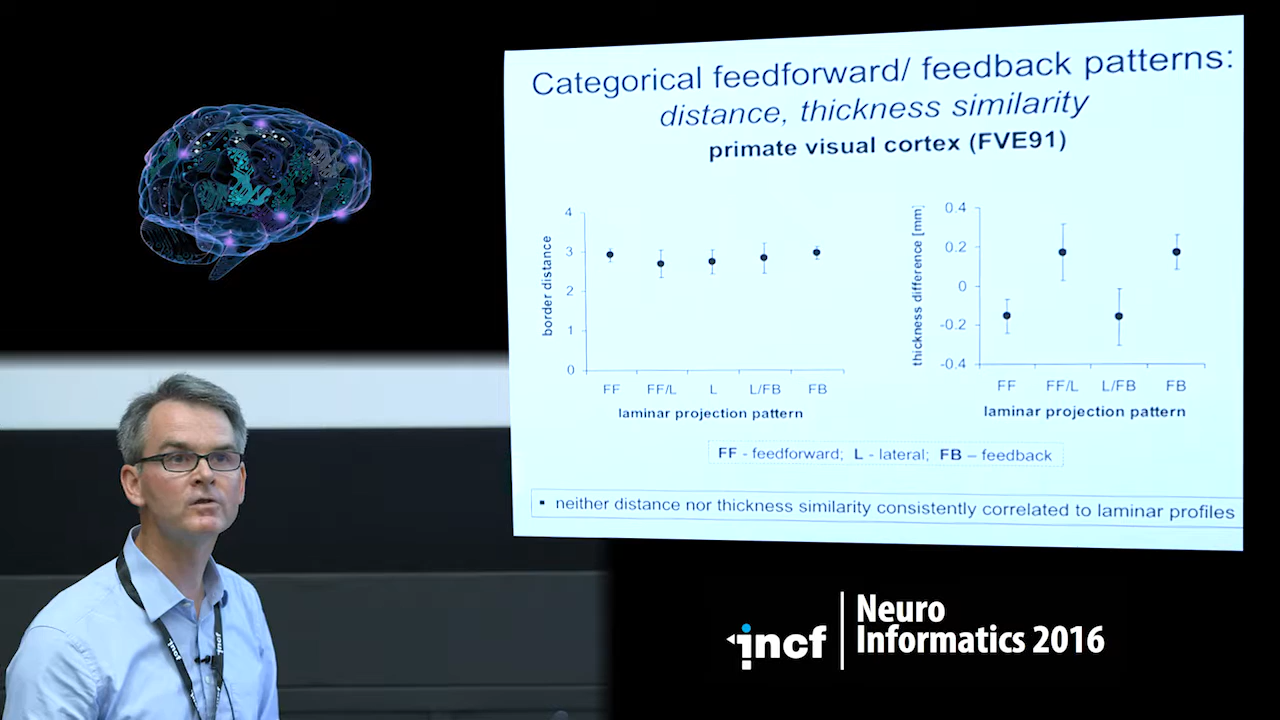 Categorical feedforward/ feedback patterns:
distance, thickness similarity
primate visual cortex (FVE91)
border distance
4
3
2
1
0
FF FF/L L L/FB FB
laminar projection pattern
thickness difference [mm]
0.4
0.2
0
-0.2
-0.4
FF FF/L L/FB FB
laminar projection pattern
FF - feedforward; L - lateral; FB – feedback
▪ neither distance nor thickness similarity consistently correlated to laminar profiles
incf
Neuro
Informatics 2016
incf
incf